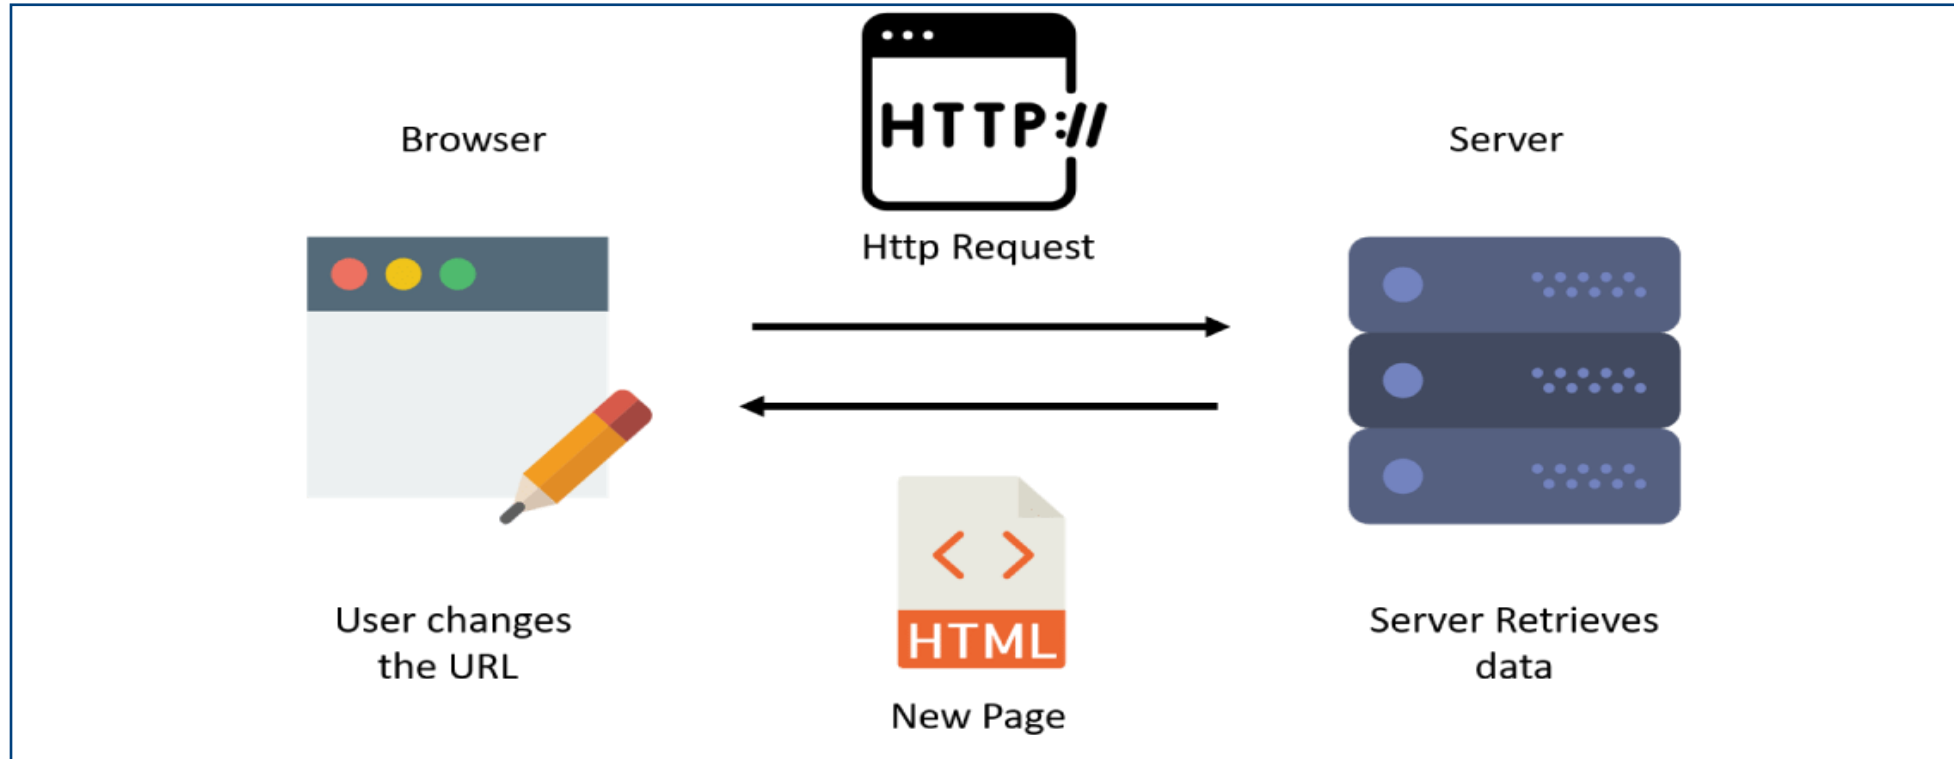 Browser
HTTP://
Server
Http Request
User changes
the URL
HTML
New Page
Server Retrieves
data